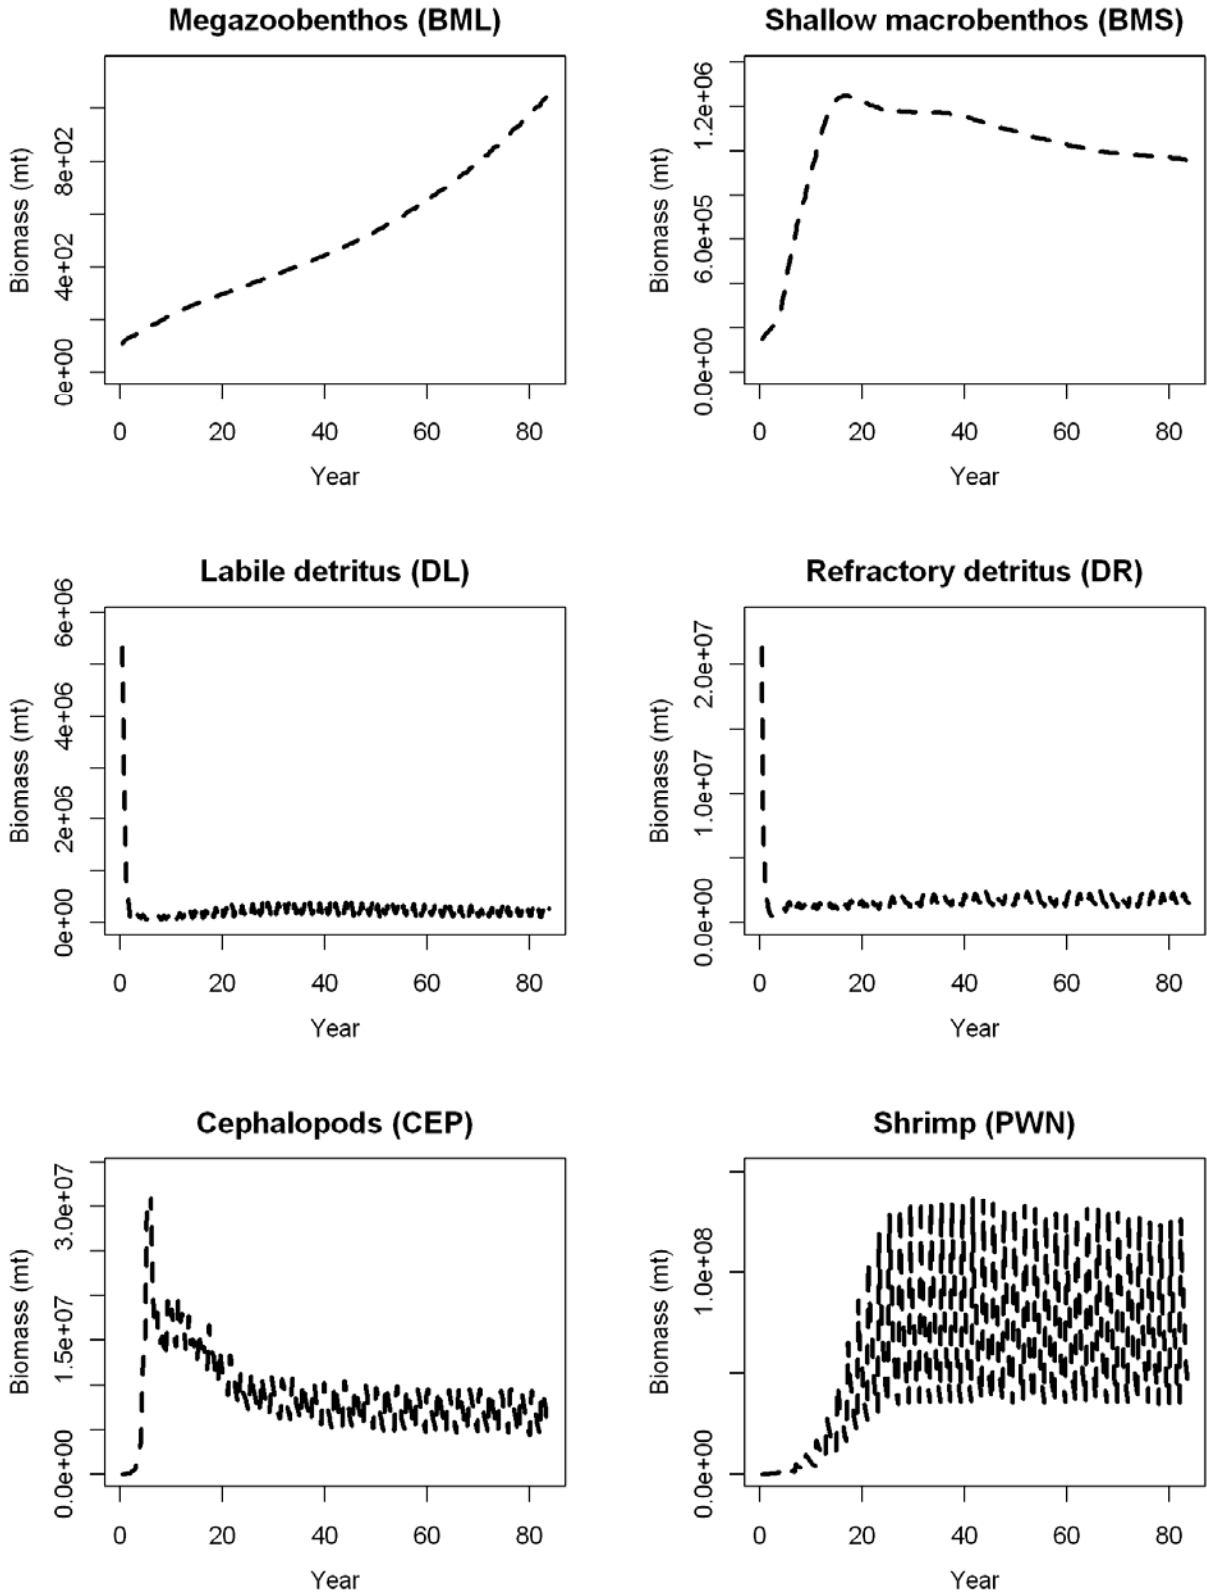 Megazoobenthos (BML)
Biomass (mt)
0e+00 4e+02 8e+02
0 20 40 60 80
Year
Shallow macrobenthos (BMS)
Biomass (mt)
0.0e+00 6.0e+05 1.2e+06
0 20 40 60 80
Year
Labile detritus (DL)
Biomass (mt)
0e+00 2e+06 4e+06 6e+06
0 20 40 60 80
Year
Refractory detritus (DR)
Biomass (mt)
0.0e+00 1.0e+07 2.0e+07
0 20 40 60 80
Year
Cephalopods (CEP)
Biomass (mt)
0.0e+00 1.5e+07 3.0e+07
0 20 40 60 80
Year
Shrimp (PWN)
Biomass (mt)
0.0e+00 1.0e+08
0 20 40 60 80
Year